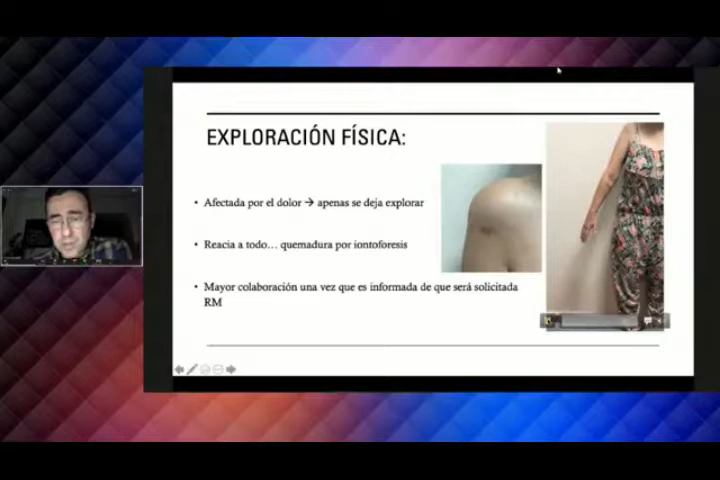 EXPLORACIÓN FÍSICA:
Afectada por el dolor → apenas se deja explorar
Reacia a todo… quemadura por iontoforesis
Mayor colaboración una vez que es informada de que será solicitada
RM